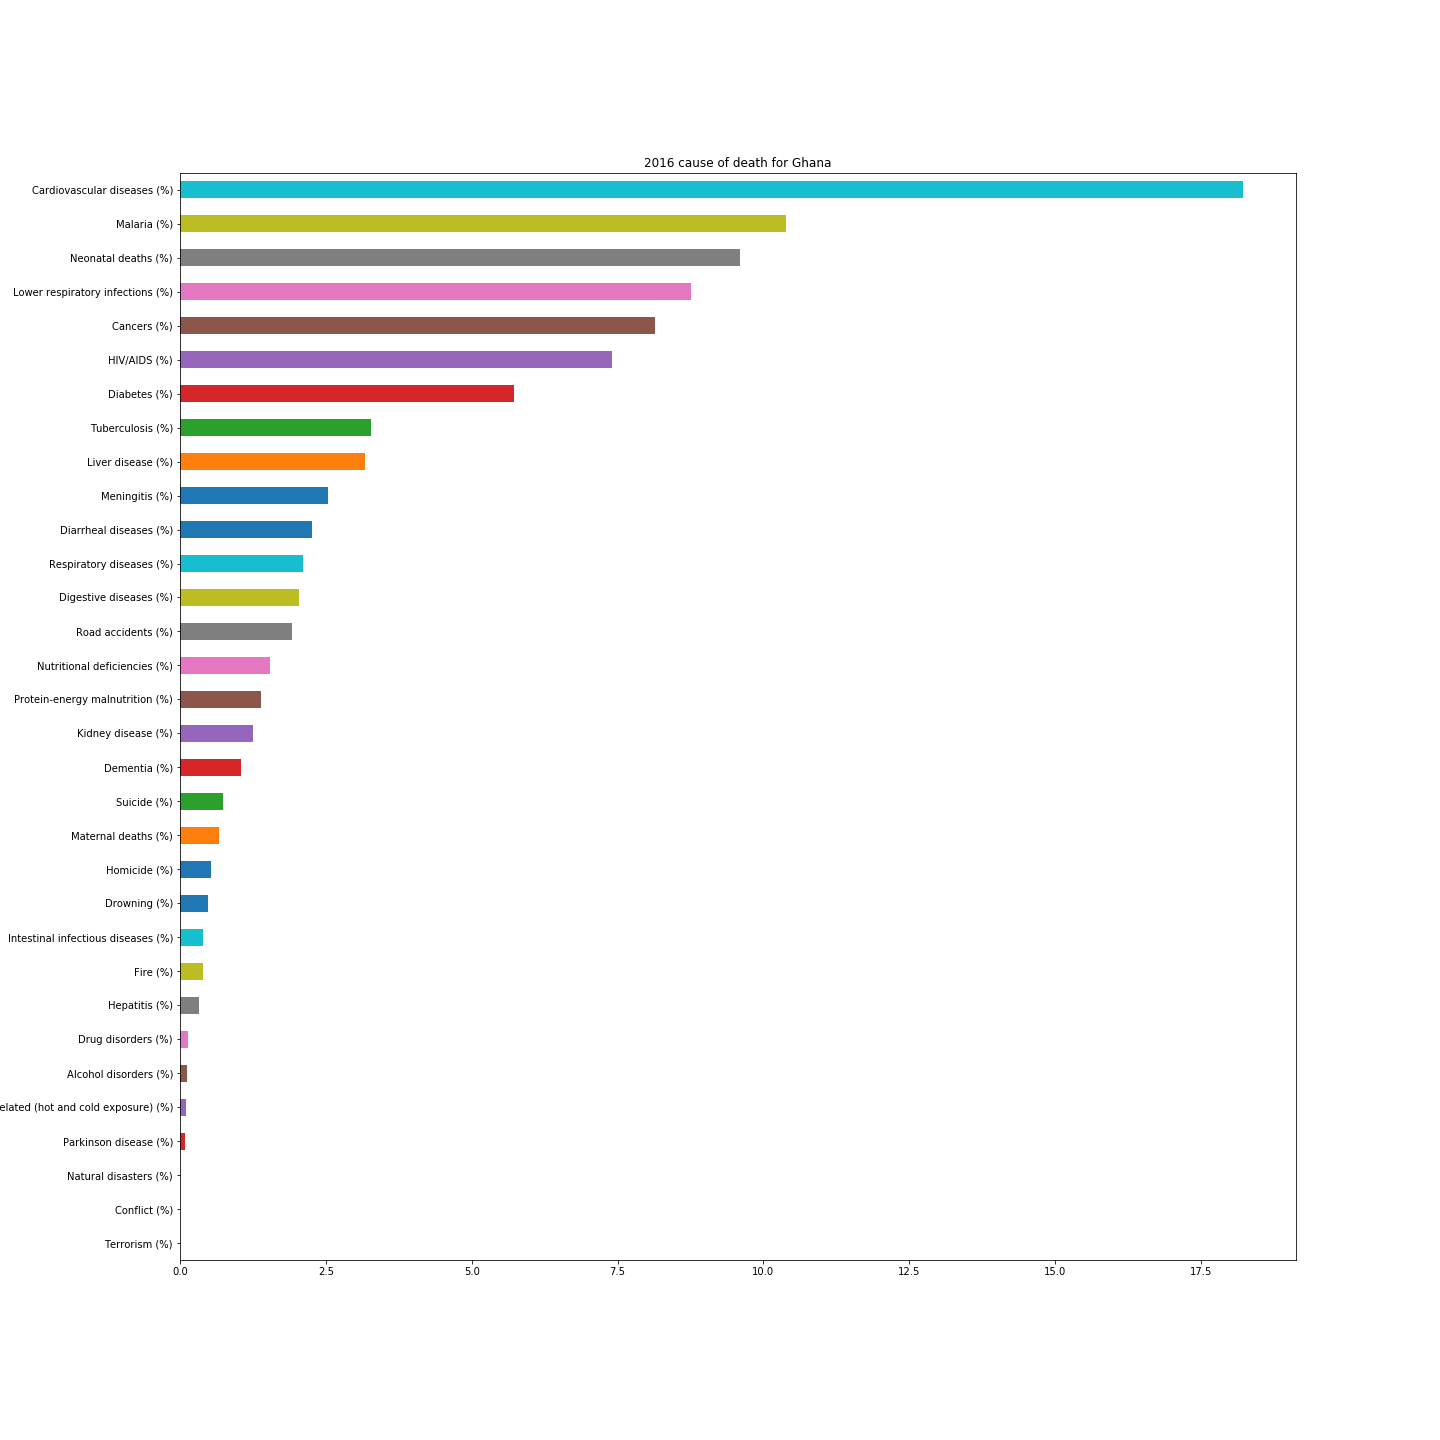 2016 cause of death for Ghana
Cardiovascular diseases (%)
Malaria (%)
Neonatal deaths (%)
Lower respiratory infections (%)
Cancers (%)
HIV/AIDS (%)
Diabetes (%)
Tuberculosis (%)
Liver disease (%)
Meningitis (%)
Diarrheal diseases (%)
Respiratory diseases (%)
Digestive diseases (%)
Road accidents (%)
Nutritional deficiencies (%)
Protein-energy malnutrition (%)
Kidney disease (%)
Dementia (%)
Suicide (%)
Maternal deaths (%)
Homicide (%)
Drowning (%)
Intestinal infectious diseases (%)
Fire (%)
Hepatitis (%)
Drug disorders (%)
Alcohol disorders (%)
elated (hot and cold exposure) (%)
Parkinson disease (%)
Natural disasters (%)
Conflict (%)
Terrorism (%)
0.0 2.5 5.0 7.5 10.0 12.5 15.0 17.5